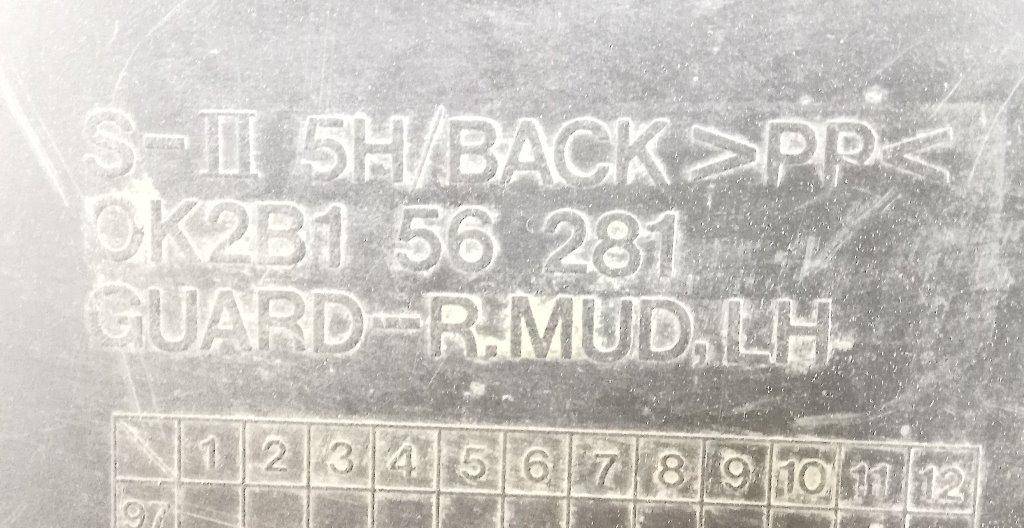 S-II 5H/BACK >PP<
0K2B1 56 281
GUARD-R.MUD,LH
1 2 3 4 5 6 7 8 9 10 11 12
97